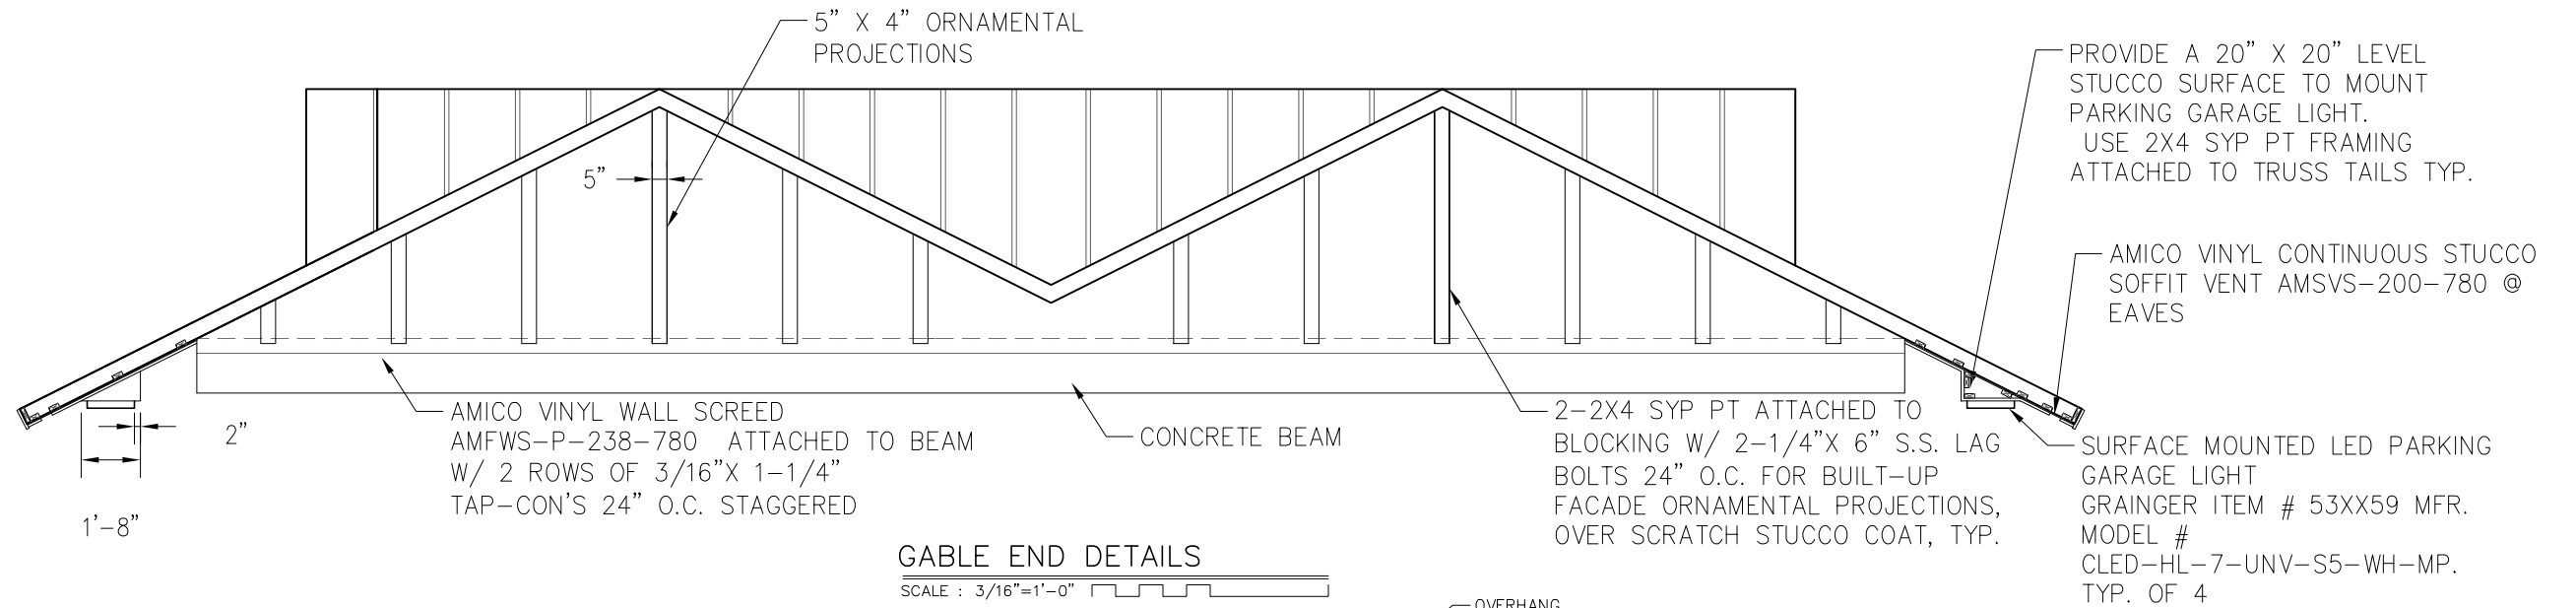 5” X 4” ORNAMENTAL
PROJECTIONS
5”
PROVIDE A 20” X 20” LEVEL
STUCCO SURFACE TO MOUNT
PARKING GARAGE LIGHT.
USE 2X4 SYP PT FRAMING
ATTACHED TO TRUSS TAILS TYP.
AMICO VINYL CONTINUOUS STUCCO
SOFFIT VENT AMSVS-200-780 @
EAVES
2”
1’-8”
AMICO VINYL WALL SCREED
AMFWS-P-238-780 ATTACHED TO BEAM
W/ 2 ROWS OF 3/16”X 1-1/4”
TAP-CON’S 24” O.C. STAGGERED
CONCRETE BEAM
2-2X4 SYP PT ATTACHED TO
BLOCKING W/ 2-1/4”X 6” S.S. LAG
BOLTS 24” O.C. FOR BUILT-UP
FACADE ORNAMENTAL PROJECTIONS,
OVER SCRATCH STUCCO COAT, TYP.
SURFACE MOUNTED LED PARKING
GARAGE LIGHT
GRAINGER ITEM # 53XX59 MFR.
MODEL #
CLED-HL-7-UNV-S5-WH-MP.
TYP. OF 4
GABLE END DETAILS
SCALE : 3/16”=1’-0”
OVERHANG